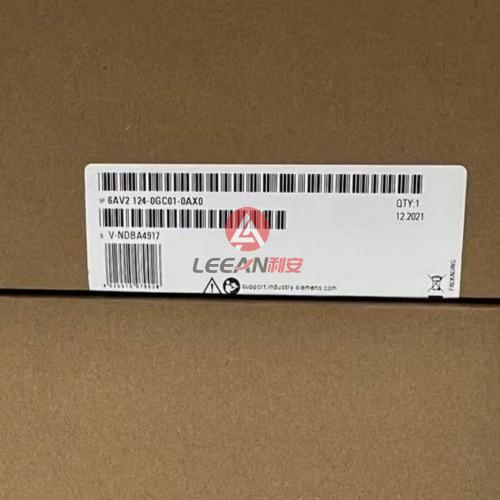 1P 6AV2 124-0GC01-0AX0
QTY:1
12.2021
S V-NDBA4917
LEEAN利安
support.industry.siemens.com
PACKAGING